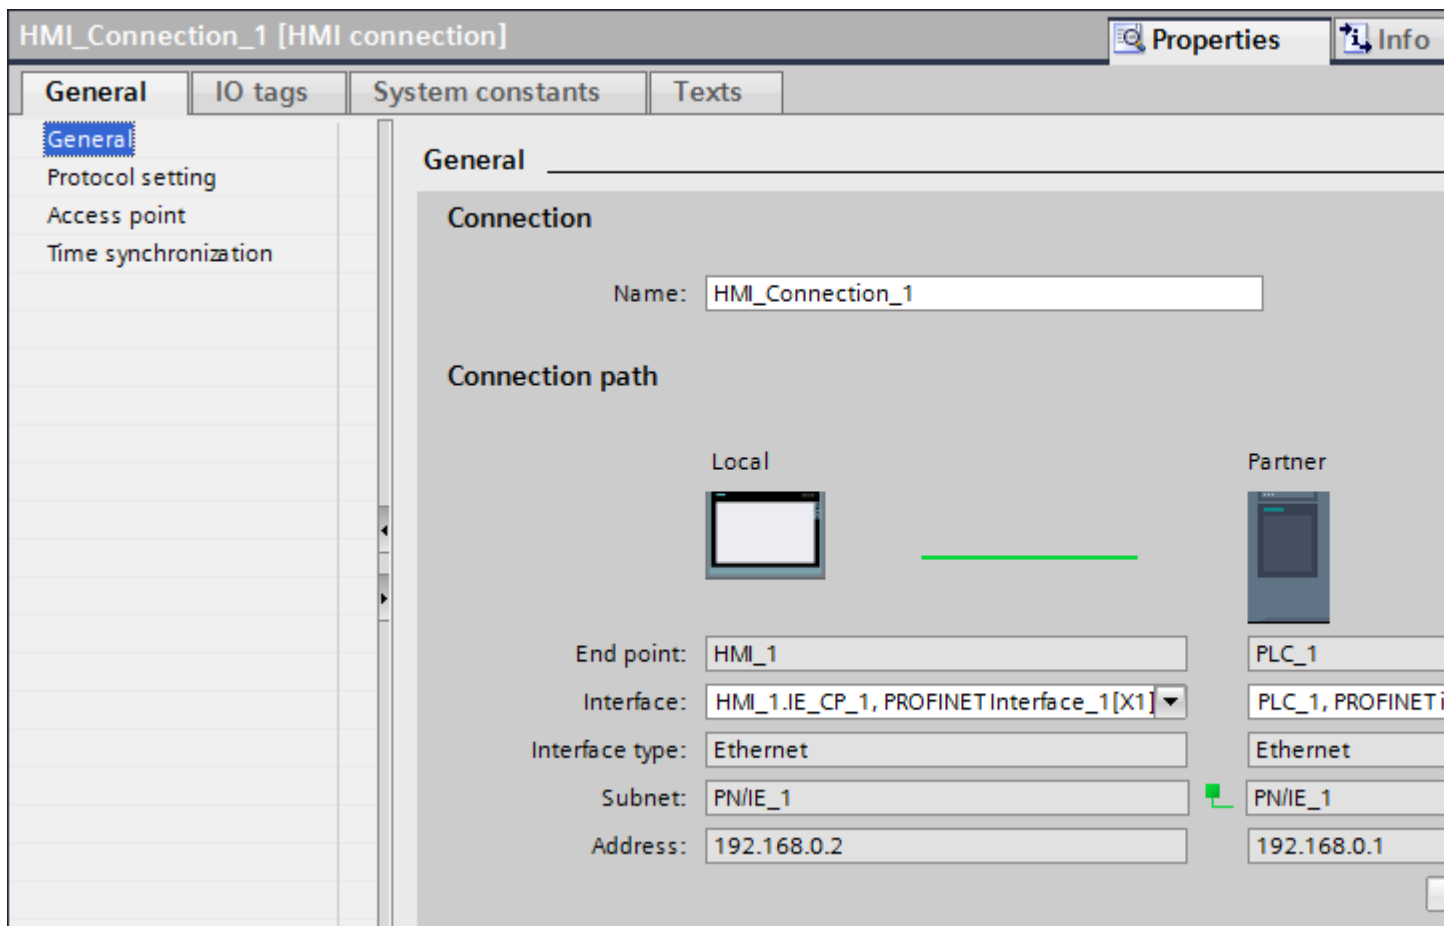 HMI_Connection_1 [HMI connection] Properties Info
General IO tags System constants Texts
General
Protocol setting
Access point
Time synchronization
General
Connection
Name: HMI_Connection_1
Connection path
Local Partner
End point: HMI_1 PLC_1
Interface: HMI_1.IE_CP_1, PROFINET Interface_1[X1] PLC_1, PROFINET i
Interface type: Ethernet Ethernet
Subnet: PN/IE_1 PN/IE_1
Address: 192.168.0.2 192.168.0.1